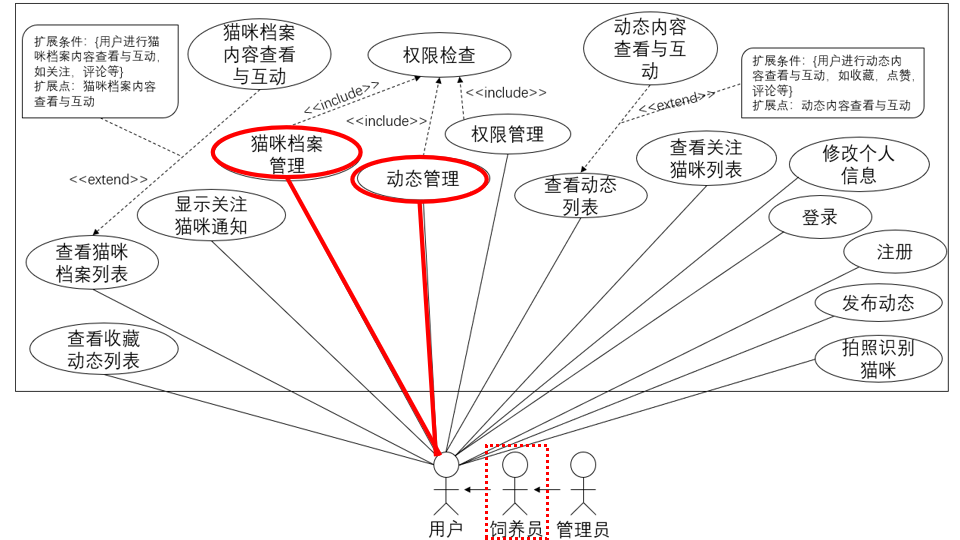 扩展条件：{用户进行猫
咪档案内容查看与互动，
如关注，评论等}
扩展点：猫咪档案内容
查看与互动
猫咪档案
内容查看
与互动
权限检查
动态内容
查看与互
动
扩展条件：{用户进行动态内
容查看与互动，如收藏，点赞，
评论等}
扩展点：动态内容查看与互动
<<include>>
<<include>>
<<include>>
<<extend>>
猫咪档案
管理
动态管理
权限管理
查看动态
列表
查看关注
猫咪列表
修改个人
信息
<<extend>>
显示关注
猫咪通知
登录
查看猫咪
档案列表
注册
发布动态
查看收藏
动态列表
拍照识别
猫咪
用户
饲养员
管理员